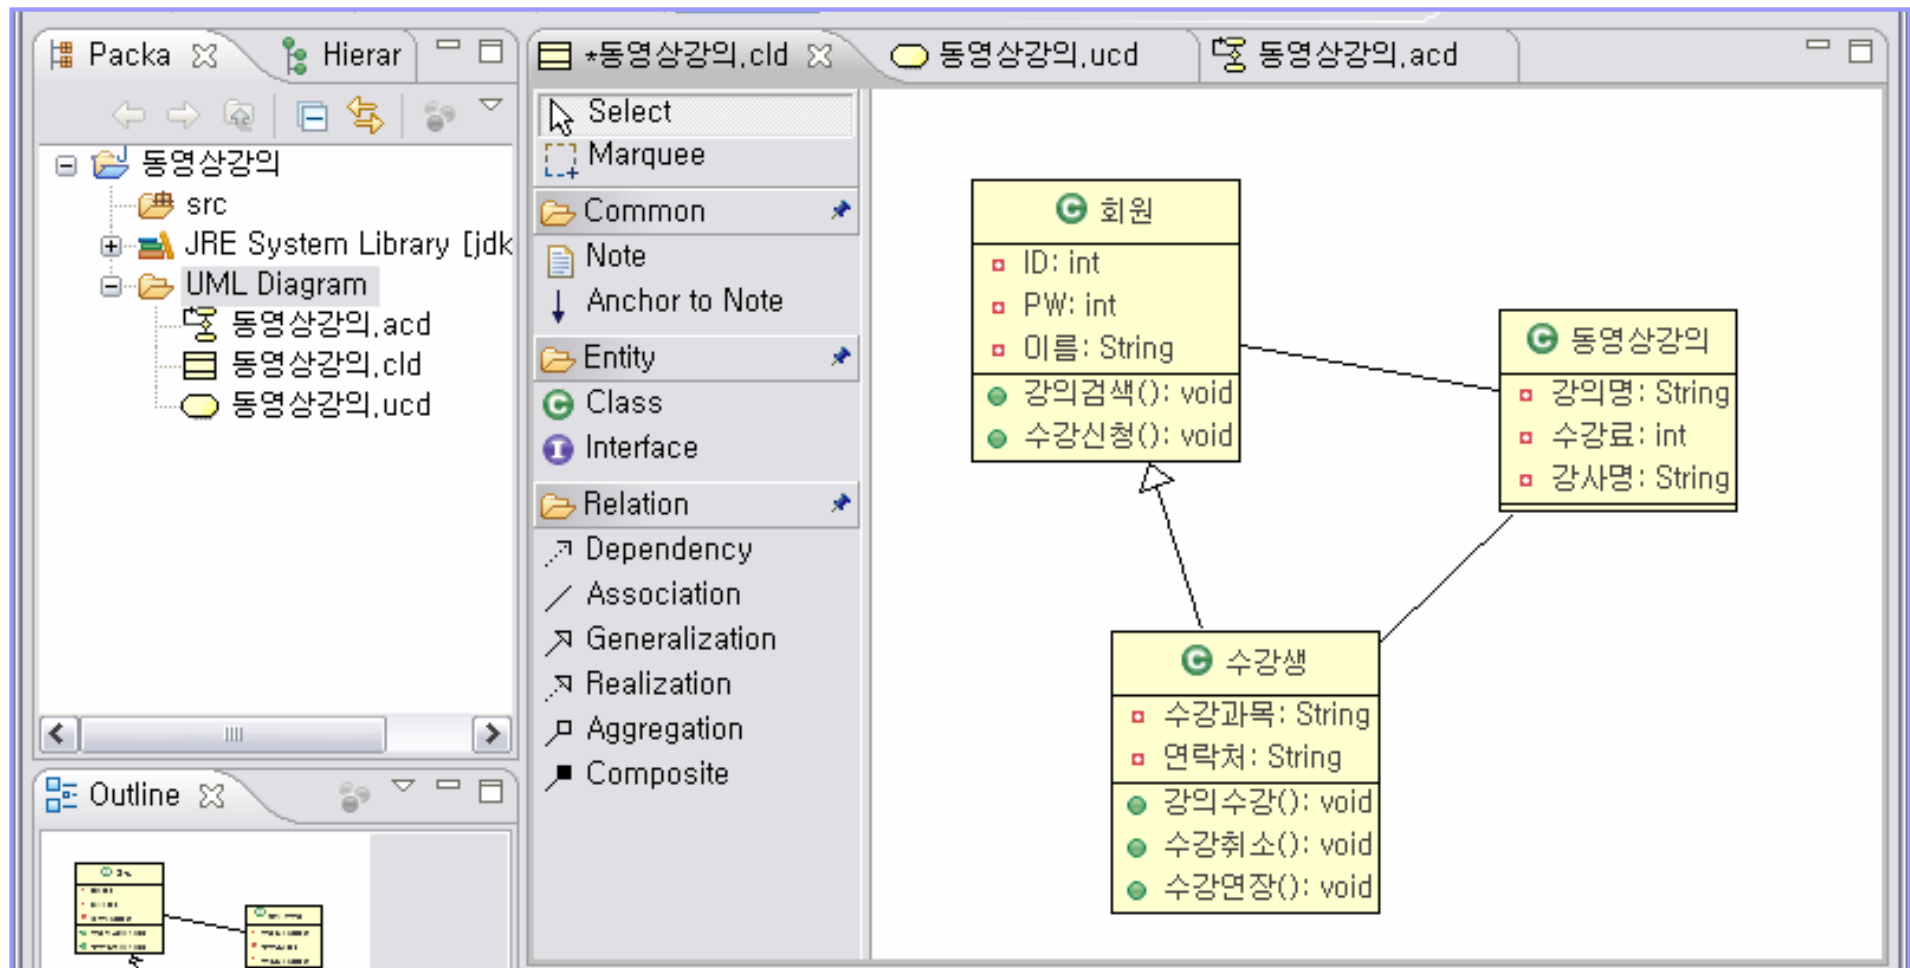 Packa
Hierar
동영상강의
src
JRE System Library [jdk
UML Diagram
동영상강의.acd
동영상강의.cld
동영상강의.ucd
Outline
*동영상강의.cld
동영상강의.ucd
동영상강의.acd
Select
Marquee
Common
Note
Anchor to Note
Entity
Class
Interface
Relation
Dependency
Association
Generalization
Realization
Aggregation
Composite
회원
ID: int
PW: int
이름: String
강의검색(): void
수강신청(): void
동영상강의
강의명: String
수강료: int
강사명: String
수강생
수강과목: String
연락처: String
강의수강(): void
수강취소(): void
수강연장(): void